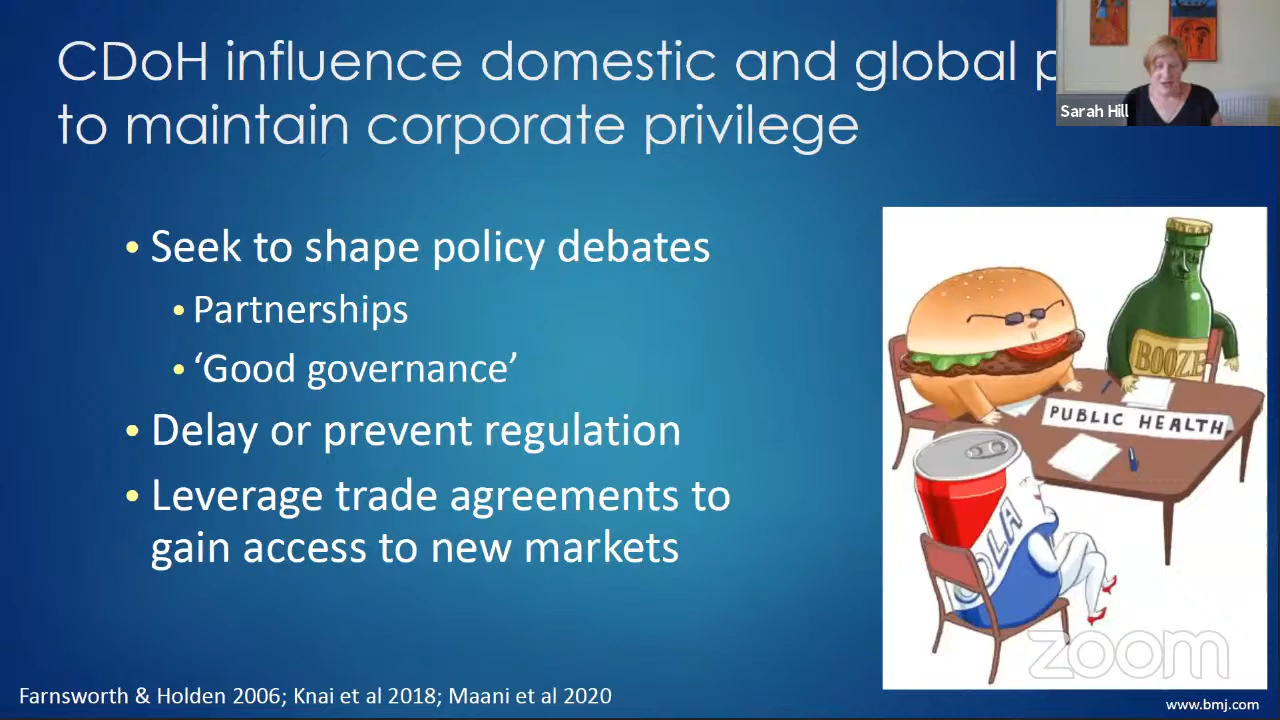 CDoH influence domestic and global
to maintain corporate privilege
Sarah Hill
• Seek to shape policy debates
• Partnerships
• ‘Good governance’
• Delay or prevent regulation
• Leverage trade agreements to
gain access to new markets
BOOZE
PUBLIC HEALTH
OLA
zoom
Farnsworth & Holden 2006; Knai et al 2018; Maani et al 2020
www.bmj.com